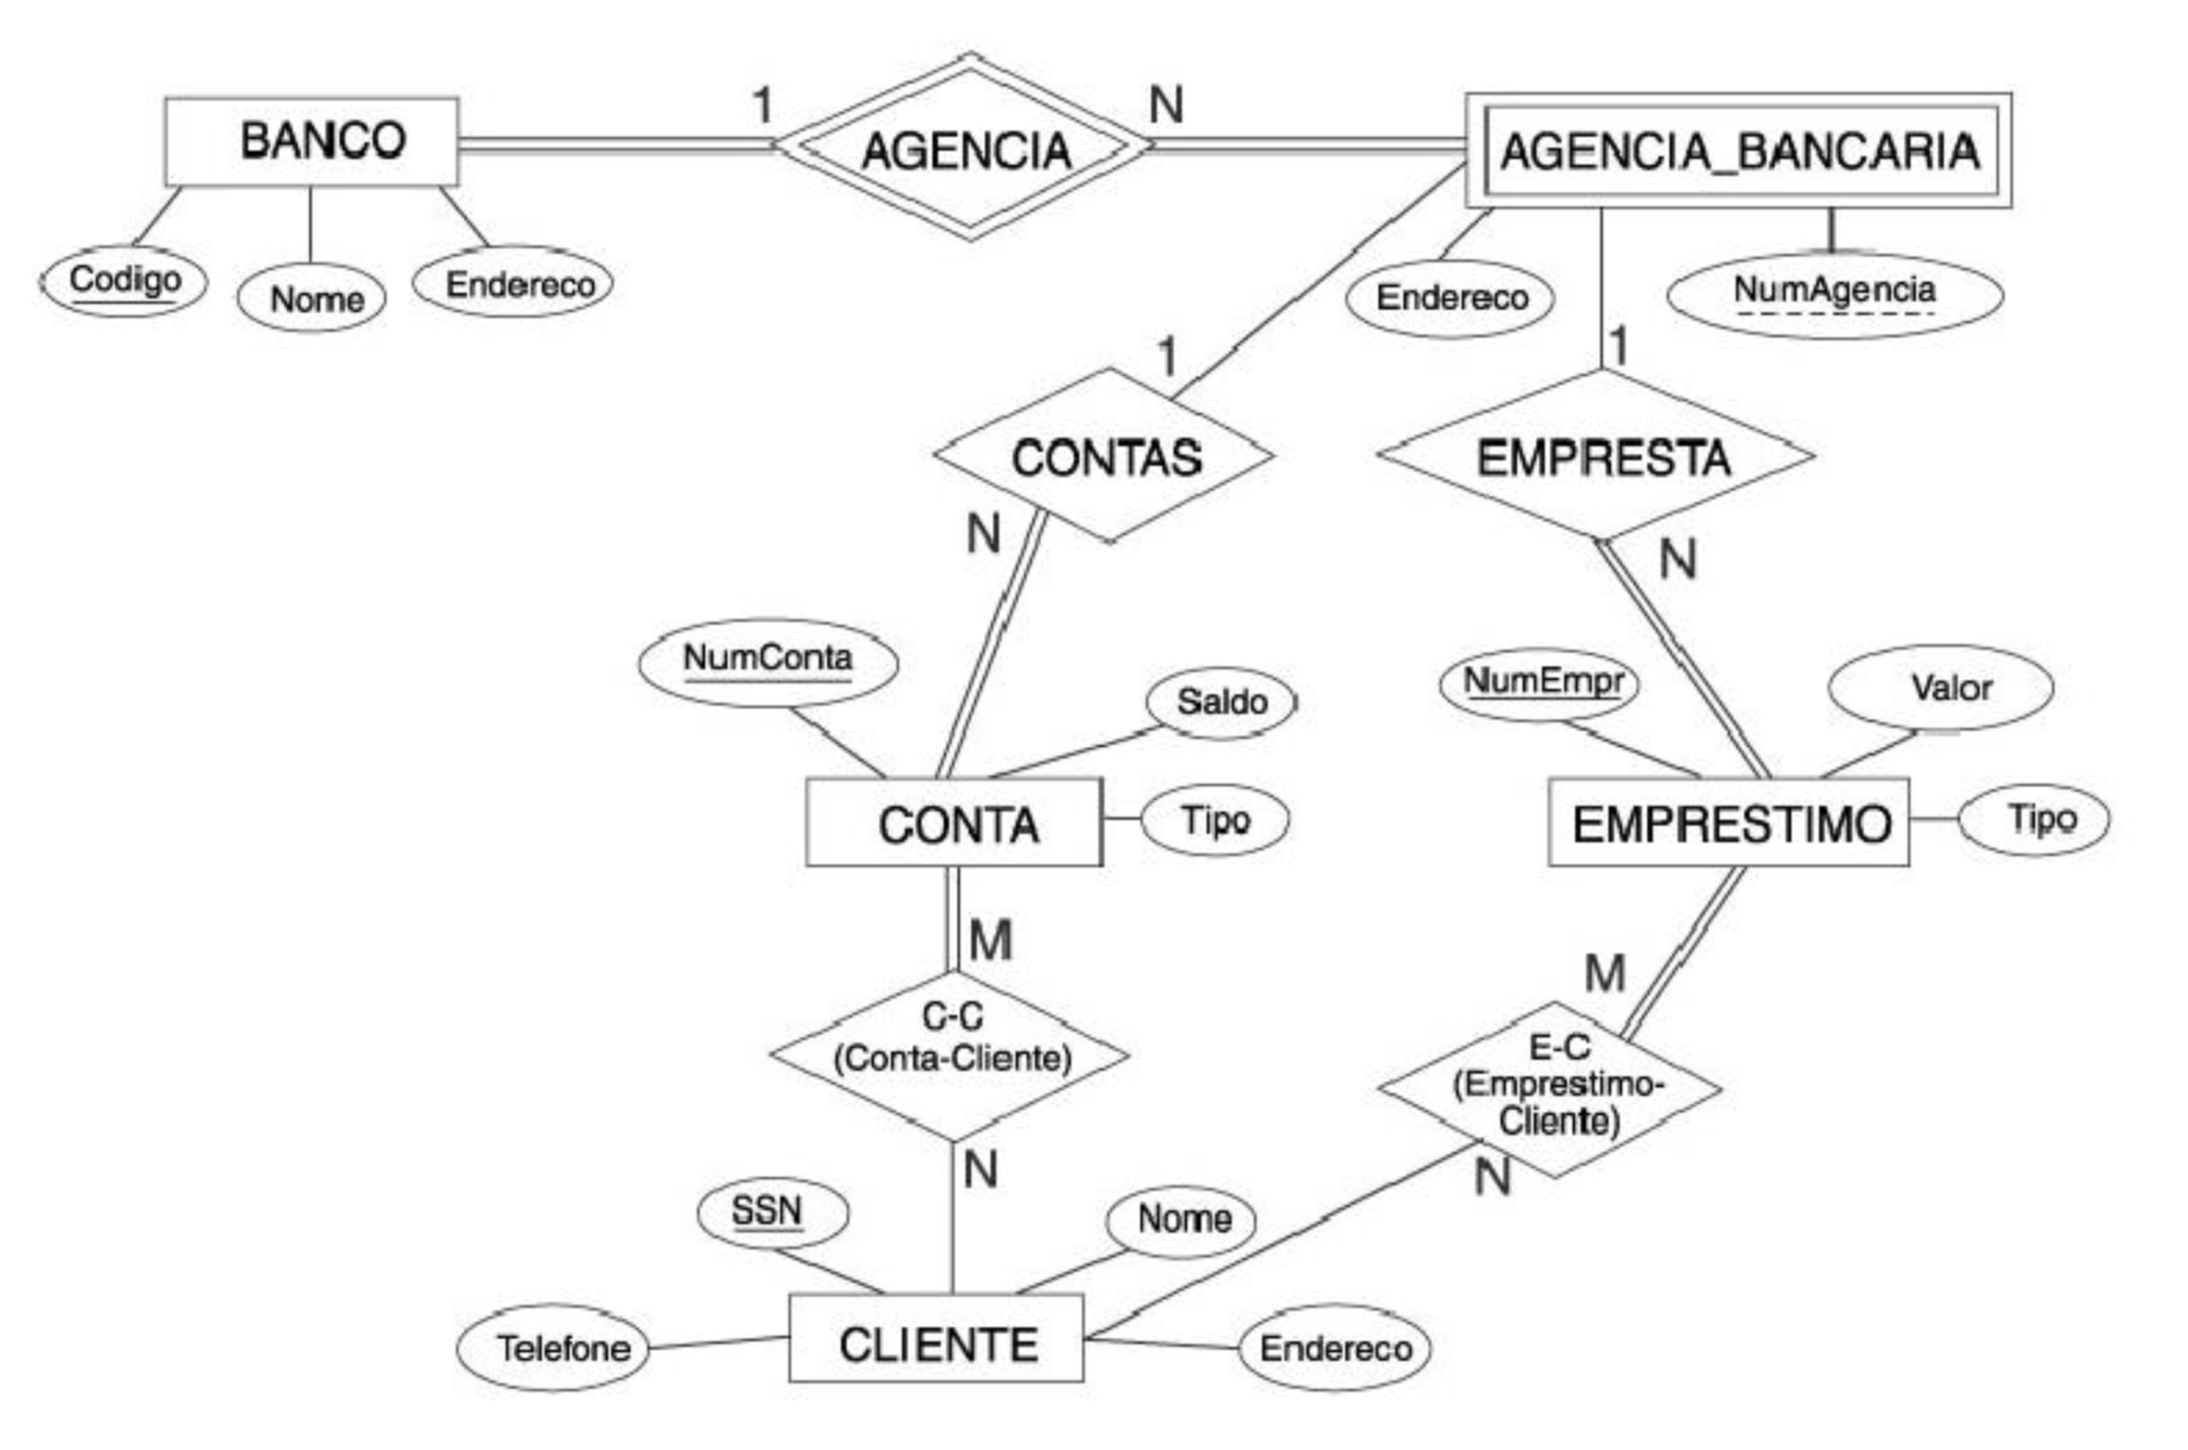 1
N
BANCO
AGENCIA
AGENCIA_BANCARIA
Codigo
Nome
Endereco
Endereco
NumAgencia
1
1
CONTAS
EMPRESTA
N
N
NumConta
Saldo
NumEmpr
Valor
CONTA
Tipo
EMPRESTIMO
Tipo
M
M
C-C
(Conta-Cliente)
E-C
(Emprestimo-
Cliente)
N
N
SSN
Nome
Telefone
CLIENTE
Endereco